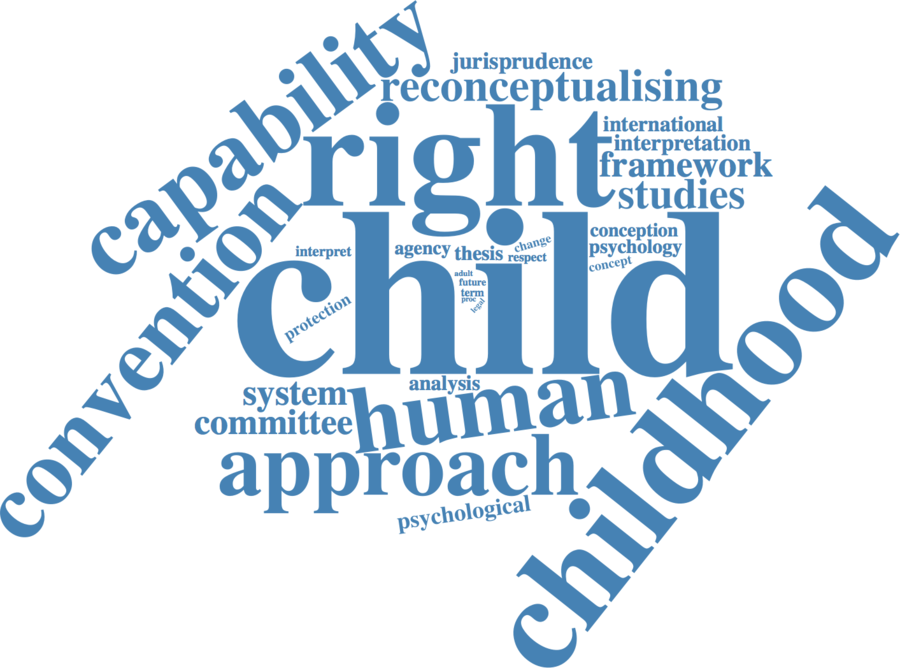 capability
jurisprudence
reconceptualising
right
international
interpretation
framework
studies
convention
child
conception
psychology
concept
interpret
agency
thesis
change
respect
adult
future
term
proc
legal
protection
childhood
system
analysis
human
committee
approach
psychological